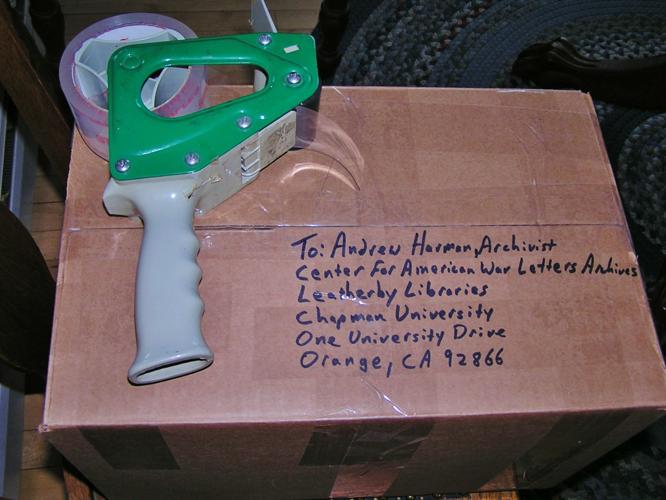 To: Andrew Harman, Archivist
Center For American War Letters Archives
Leatherby Libraries
Chapman University
One University Drive
Orange, CA 92866